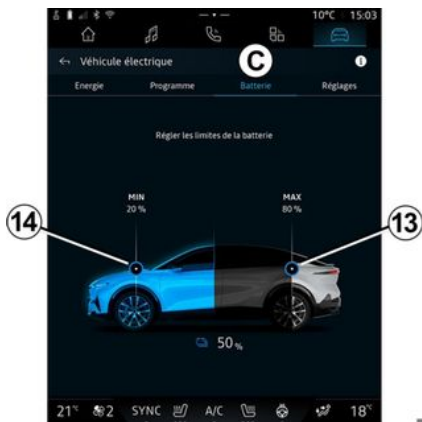 10°C 15:03
C
Véhicule électrique
Energie Programme Batterie Réglages
Régler les limites de la batterie
MIN MAX
20 % 80 %
14 13
50 %
21°C 2 SYNC A/C 18°C